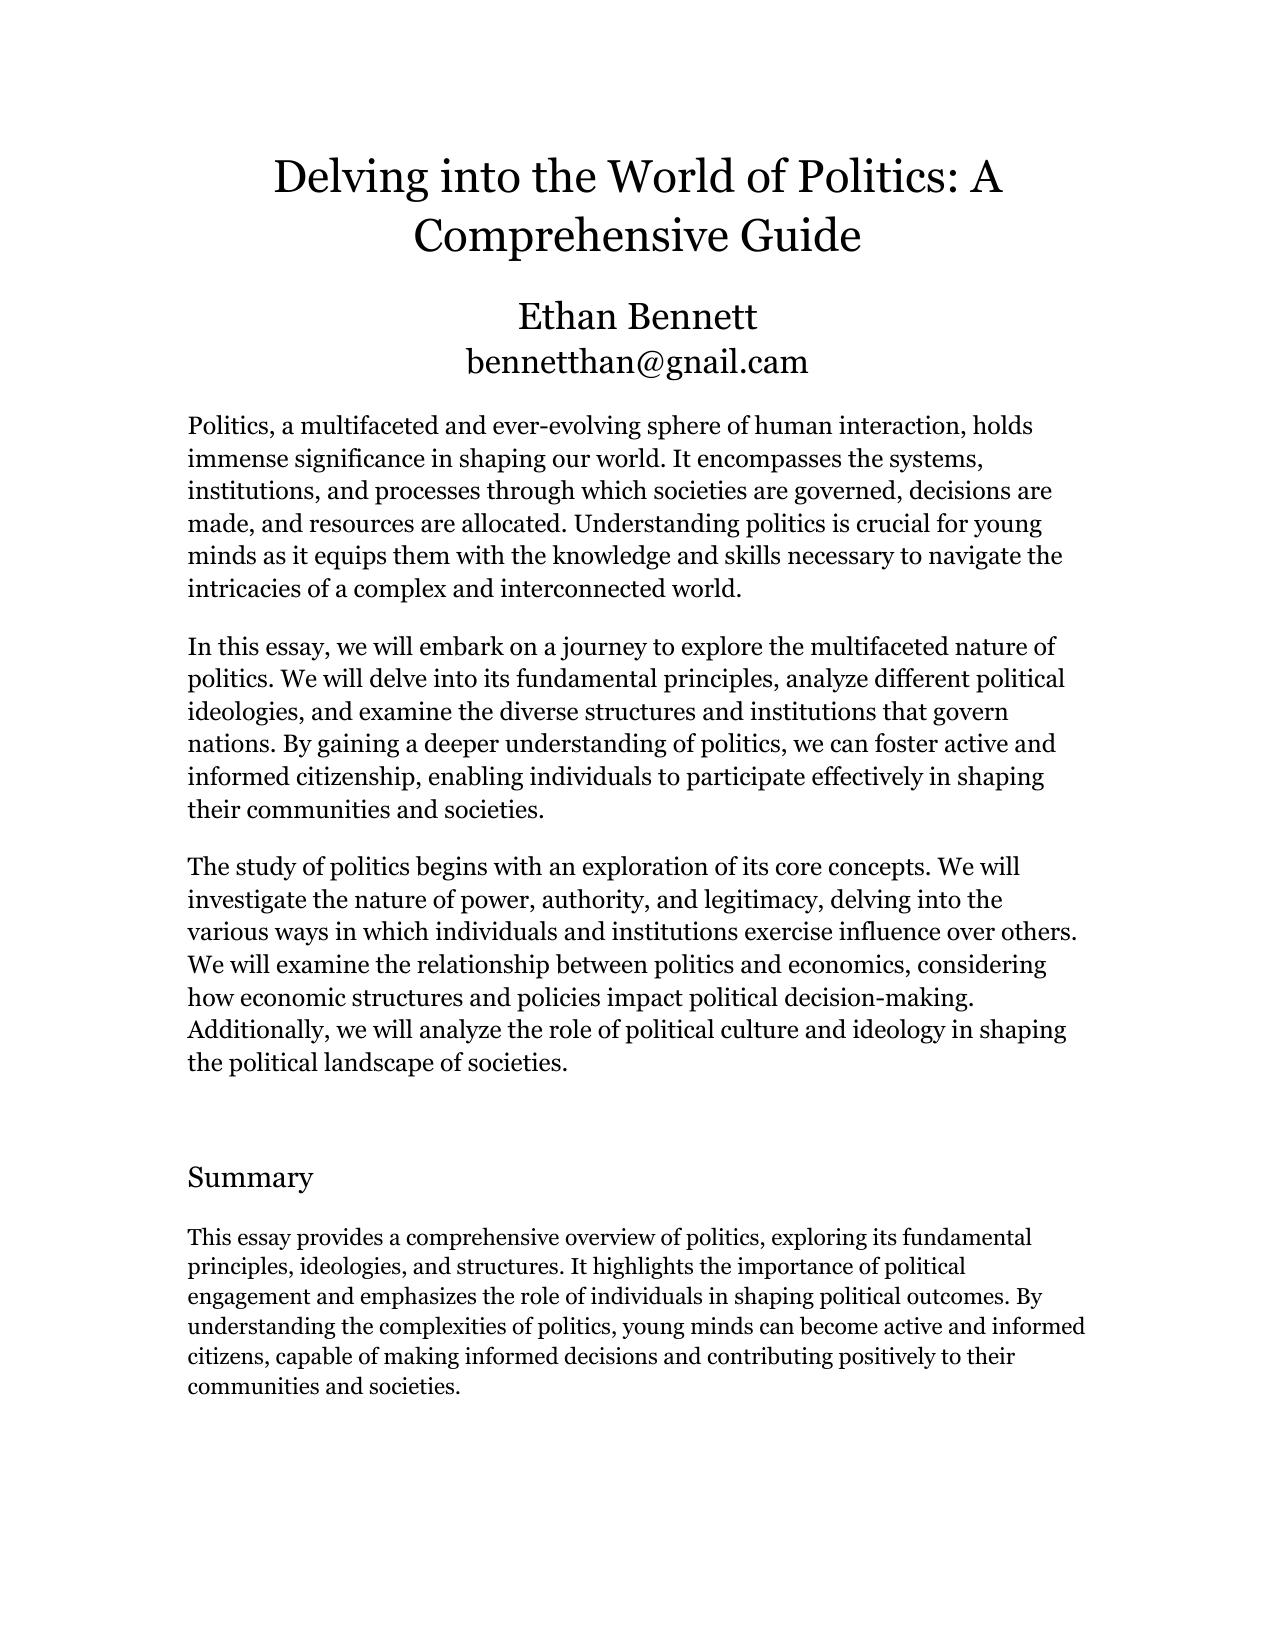 Delving into the World of Politics: A
Comprehensive Guide
Ethan Bennett
bennetthan@gnail.cam
Politics, a multifaceted and ever-evolving sphere of human interaction, holds
immense significance in shaping our world. It encompasses the systems,
institutions, and processes through which societies are governed, decisions are
made, and resources are allocated. Understanding politics is crucial for young
minds as it equips them with the knowledge and skills necessary to navigate the
intricacies of a complex and interconnected world.
In this essay, we will embark on a journey to explore the multifaceted nature of
politics. We will delve into its fundamental principles, analyze different political
ideologies, and examine the diverse structures and institutions that govern
nations. By gaining a deeper understanding of politics, we can foster active and
informed citizenship, enabling individuals to participate effectively in shaping
their communities and societies.
The study of politics begins with an exploration of its core concepts. We will
investigate the nature of power, authority, and legitimacy, delving into the
various ways in which individuals and institutions exercise influence over others.
We will examine the relationship between politics and economics, considering
how economic structures and policies impact political decision-making.
Additionally, we will analyze the role of political culture and ideology in shaping
the political landscape of societies.
Summary
This essay provides a comprehensive overview of politics, exploring its fundamental
principles, ideologies, and structures. It highlights the importance of political
engagement and emphasizes the role of individuals in shaping political outcomes. By
understanding the complexities of politics, young minds can become active and informed
citizens, capable of making informed decisions and contributing positively to their
communities and societies.